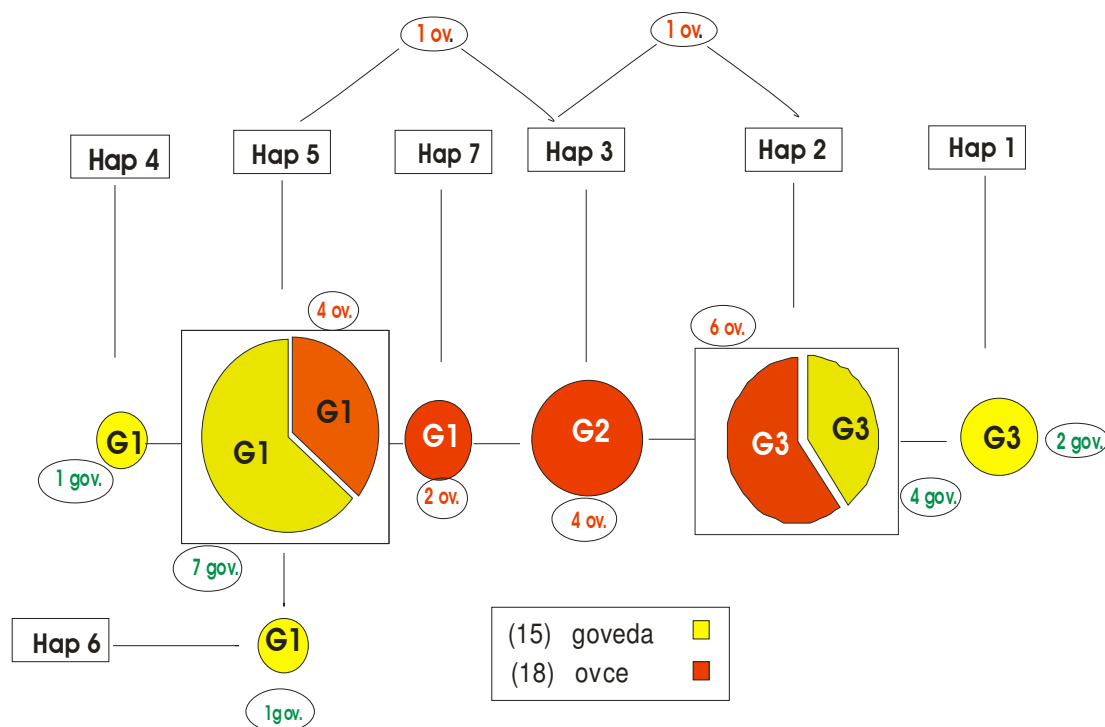 1 ov.
1 ov.
Hap 4
Hap 5
Hap 7
Hap 3
Hap 2
Hap 1
4 ov.
6 ov.
G1
G1
G1
G1
G2
G3
G3
G3
1 gov.
2 ov.
4 ov.
4 gov.
2 gov.
7 gov.
Hap 6
G1
1gov.
(15) goveda
(18) ovce